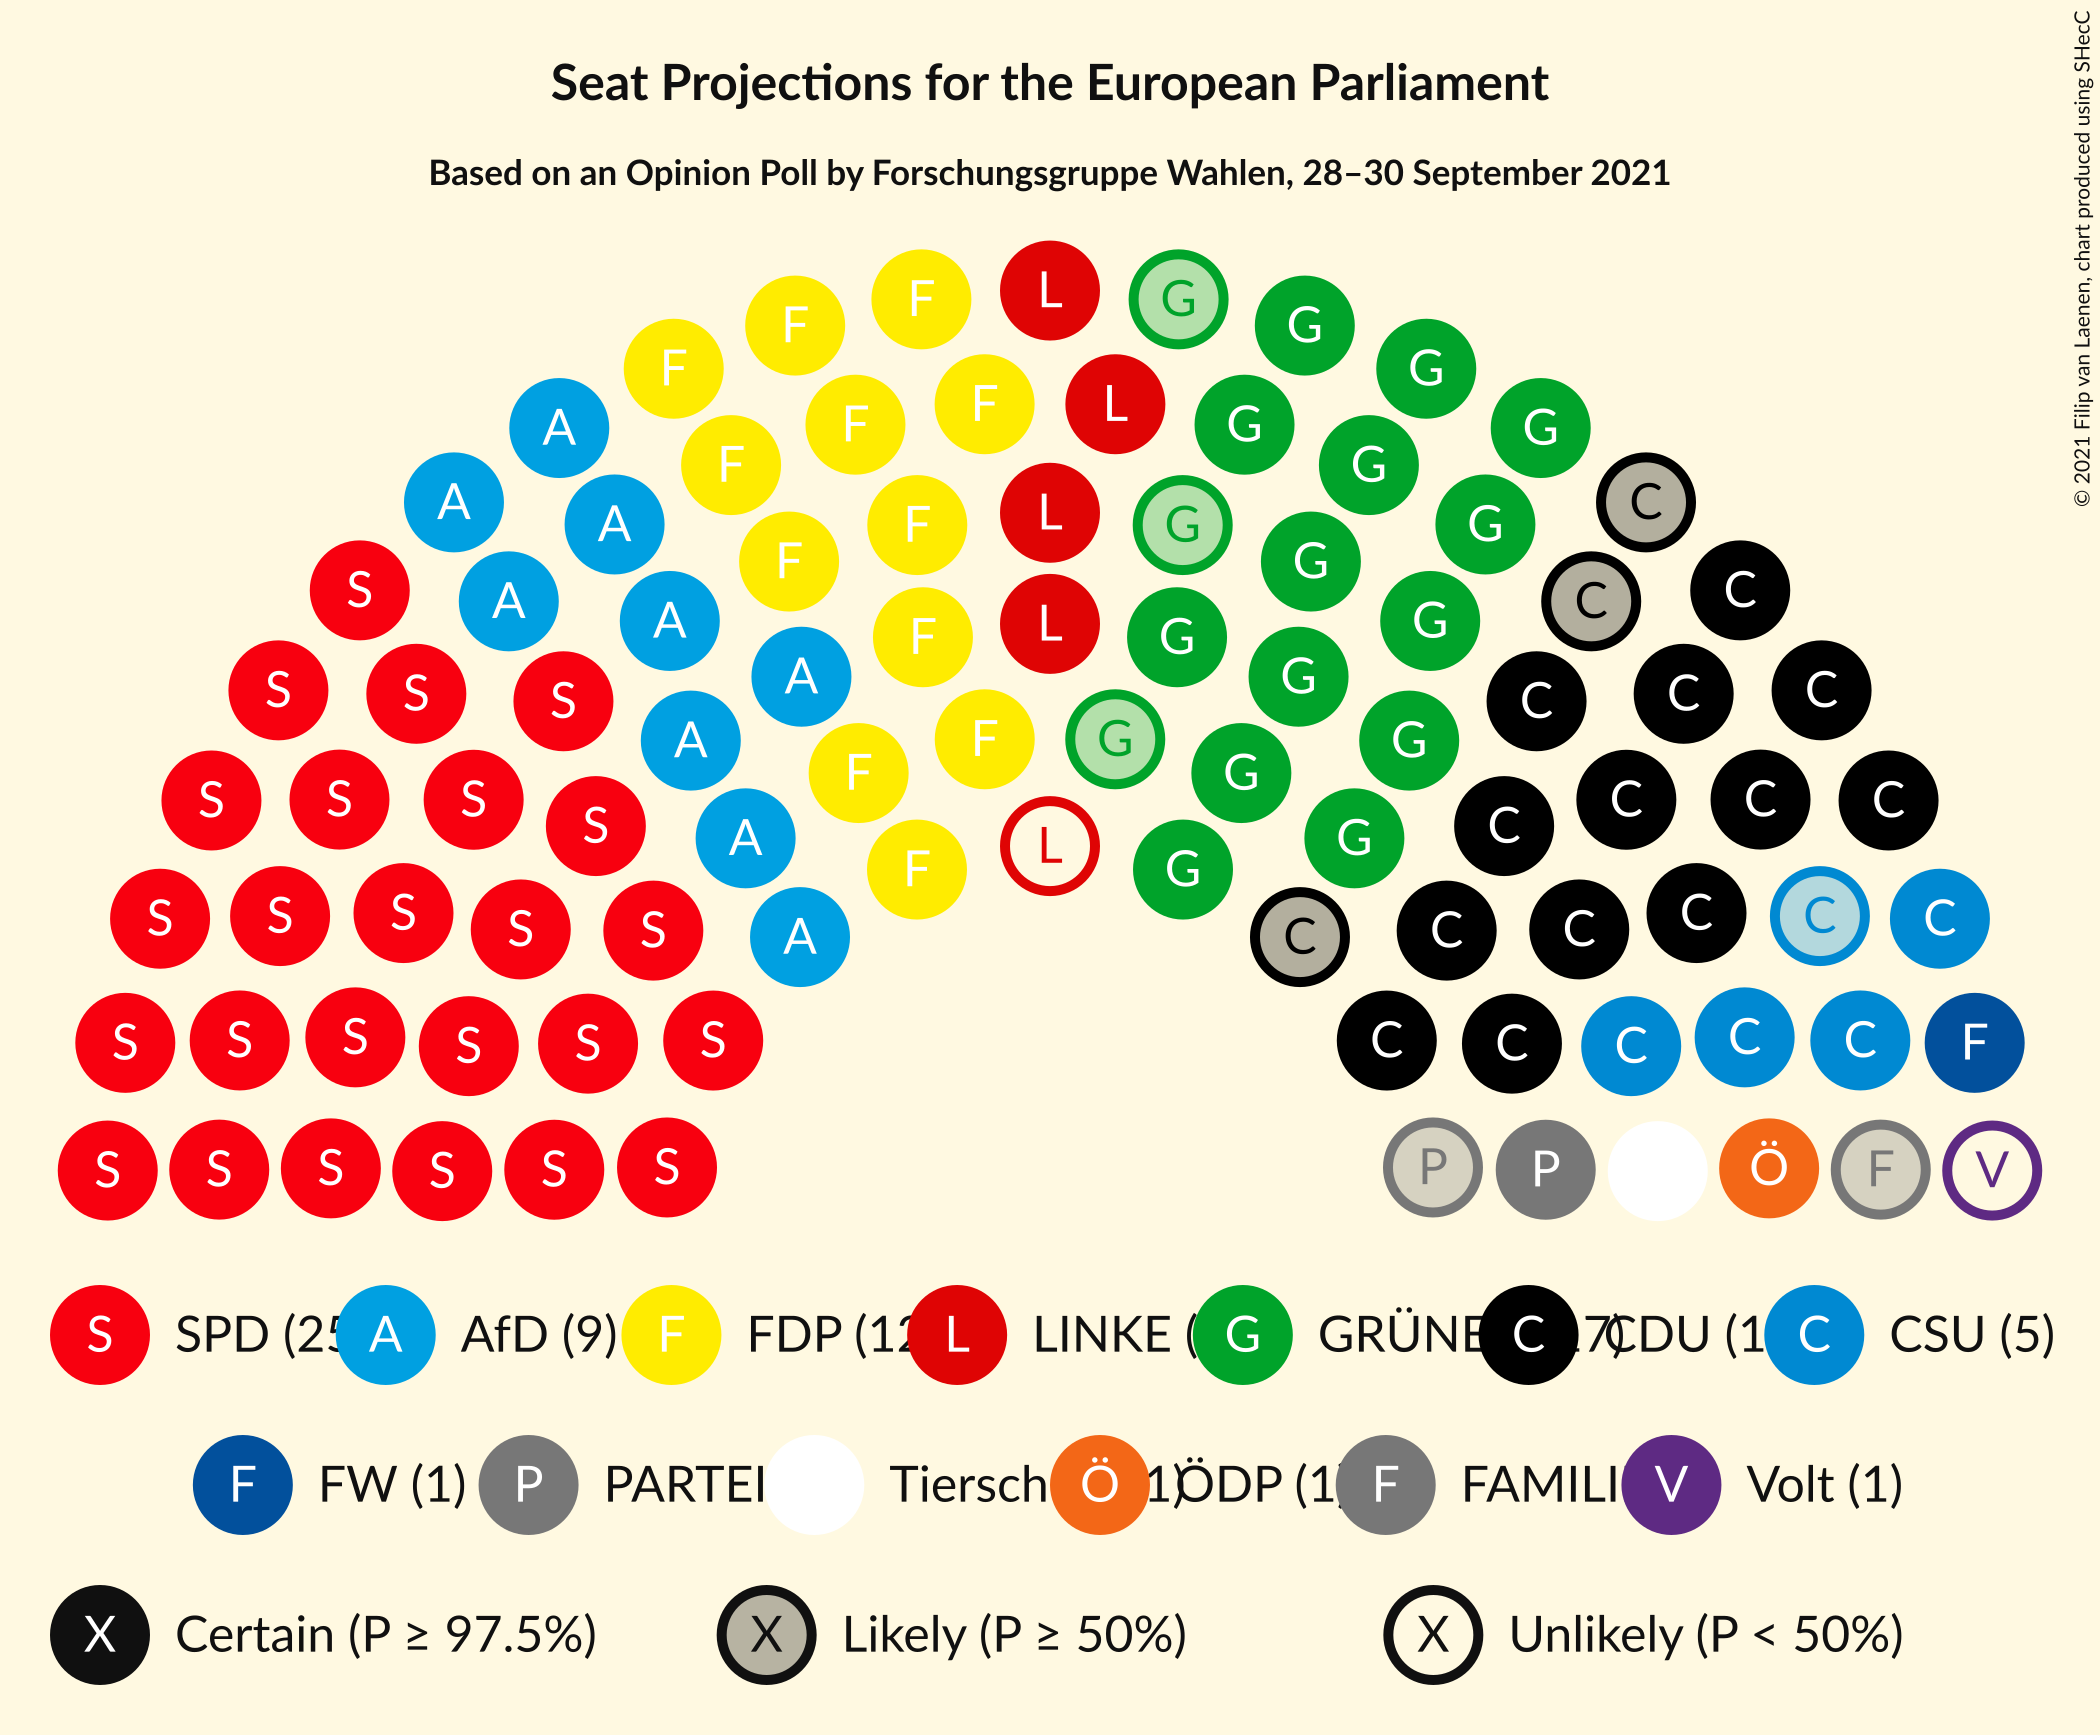 Seat Projections for the European Parliament
Based on an Opinion Poll by Forschungsgruppe Wahlen, 28–30 September 2021
© 2021 Filip van Laenen, chart produced using SHecC
L
F G
F G
F L G
F F G G
A F G G
A F L G C
A F G G G C
A A L G C
S A F G C
S S S A G C C C
A F F G G G
S S S S A F L G G C C C C
S S S S S A C C C C C C
S S S S S S C C C C C F
S S S S S S P P Ö F V
S SPD (25 A AfD (9) F FDP (12 L LINKE ( G GRÜNE C 7) CDU (1 C CSU (5)
F FW (1) P PARTEI Tiersch Ö 1) ÖDP (1 F FAMILI V Volt (1)
X Certain (P ≥ 97.5%) X Likely (P ≥ 50%) X Unlikely (P < 50%)